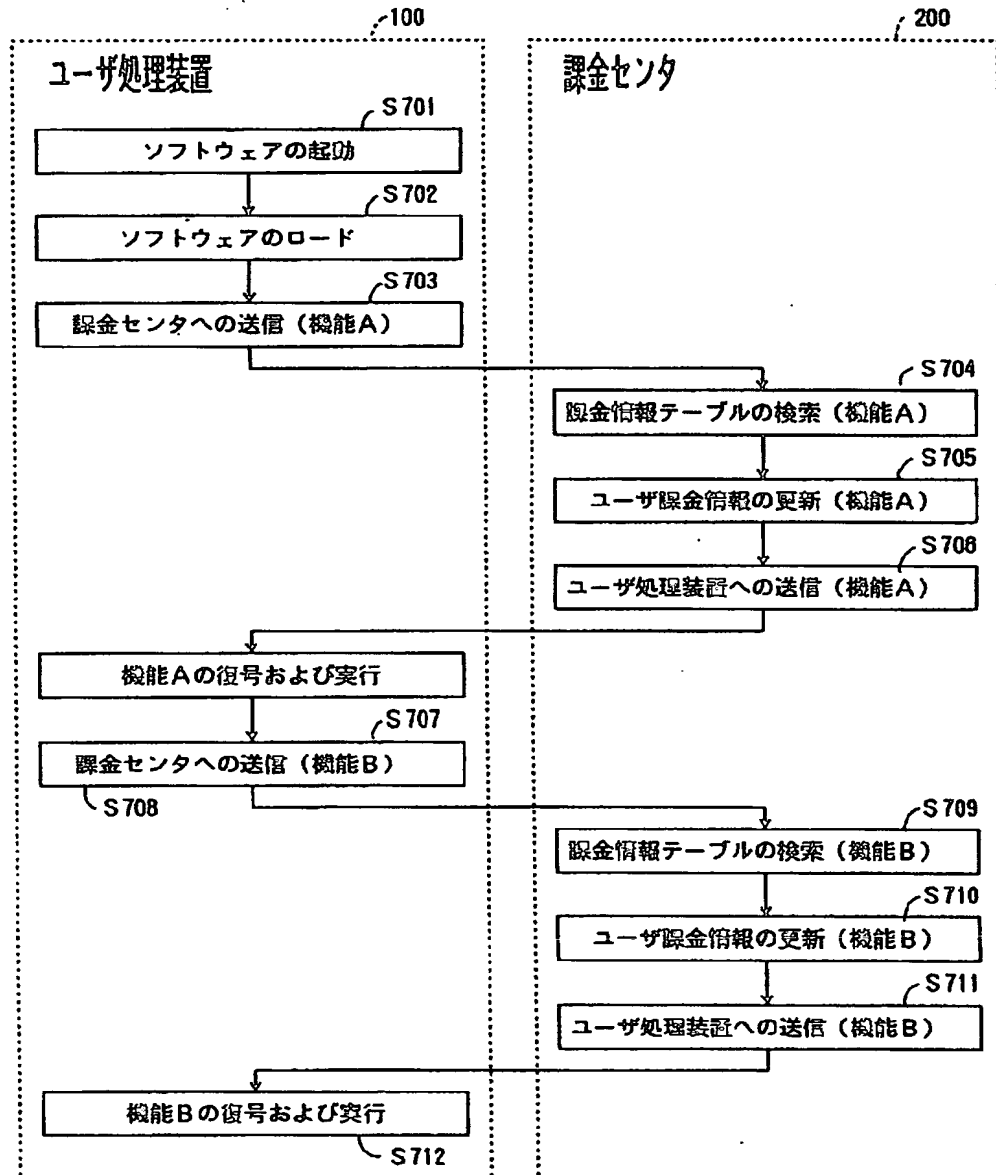 100
200
ユーザ処理装置
課金センタ
S701
ソフトウェアの起動
S702
ソフトウェアのロード
S703
課金センタへの送信（機能A）
S704
課金情報テーブルの検索（機能A）
S705
ユーザ課金情報の更新（機能A）
S706
ユーザ処理装置への送信（機能A）
機能Aの復号および実行
S707
課金センタへの送信（機能B）
S708
S709
課金情報テーブルの検索（機能B）
S710
ユーザ課金情報の更新（機能B）
S711
ユーザ処理装置への送信（機能B）
機能Bの復号および実行
S712